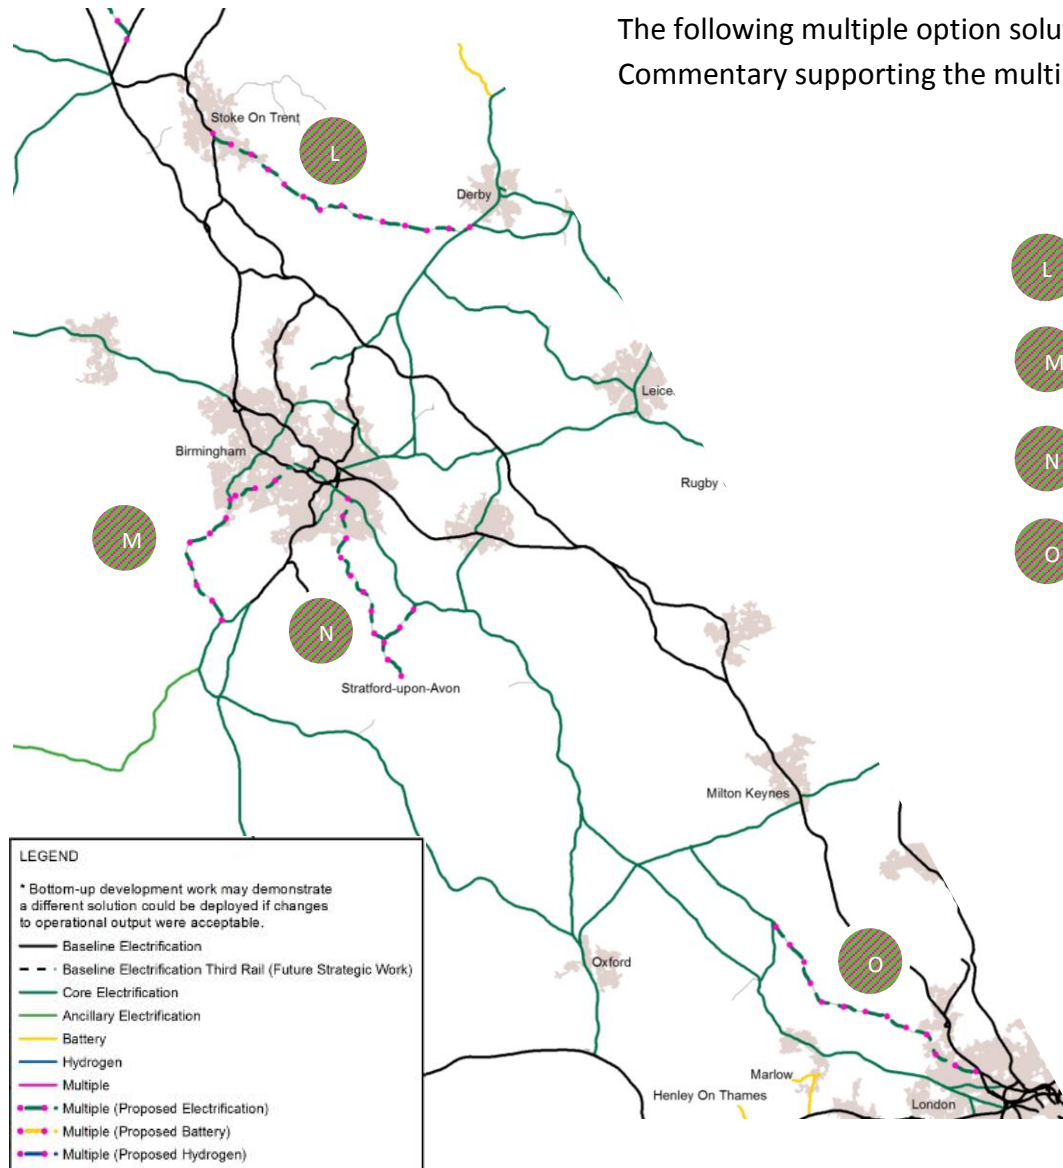 The following multiple option solu
Commentary supporting the multi
Stoke On Trent
L
Derby
L
M
Leice
Birmingham
N
Rugby
M
O
N
Stratford-upon-Avon
Milton Keynes
LEGEND
* Bottom-up development work may demonstrate
a different solution could be deployed if changes
to operational output were acceptable.
Baseline Electrification
Baseline Electrification Third Rail (Future Strategic Work)
Core Electrification
Ancillary Electrification
Battery
Hydrogen
Multiple
Multiple (Proposed Electrification)
Multiple (Proposed Battery)
Multiple (Proposed Hydrogen)
Oxford
O
Marlow
Henley On Thames
London